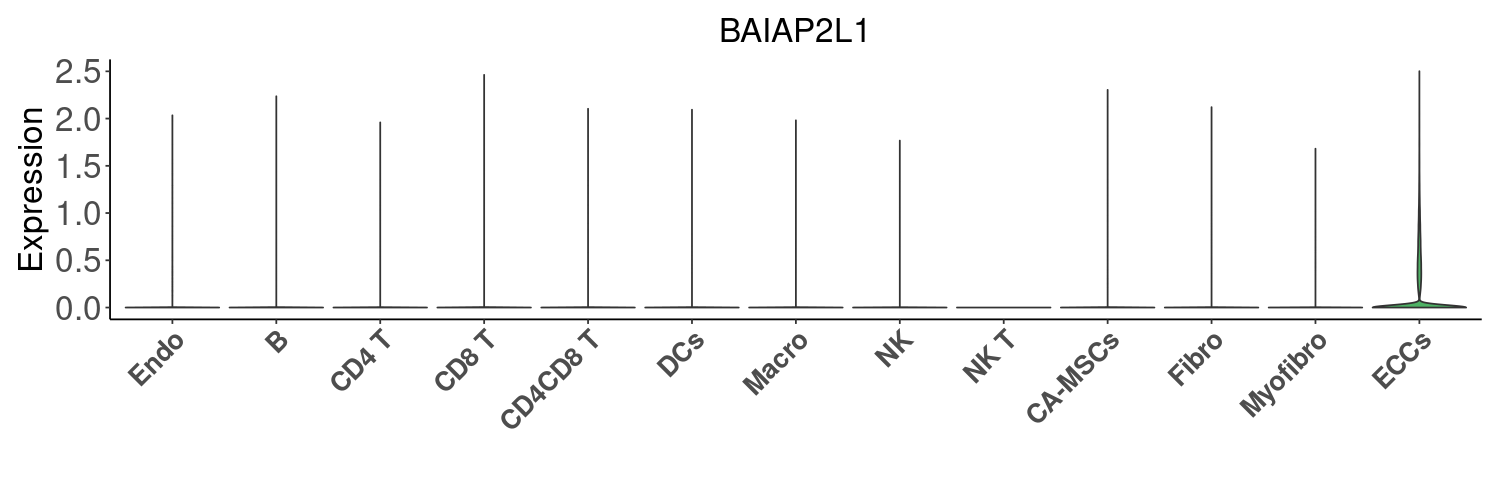 BAIAP2L1
Expression
2.5
2.0
1.5
1.0
0.5
0.0
Endo
B
CD4 T
CD8 T
CD4CD8 T
DCs
Macro
NK
NK T
CA-MSCs
Fibro
Myofibro
ECCs